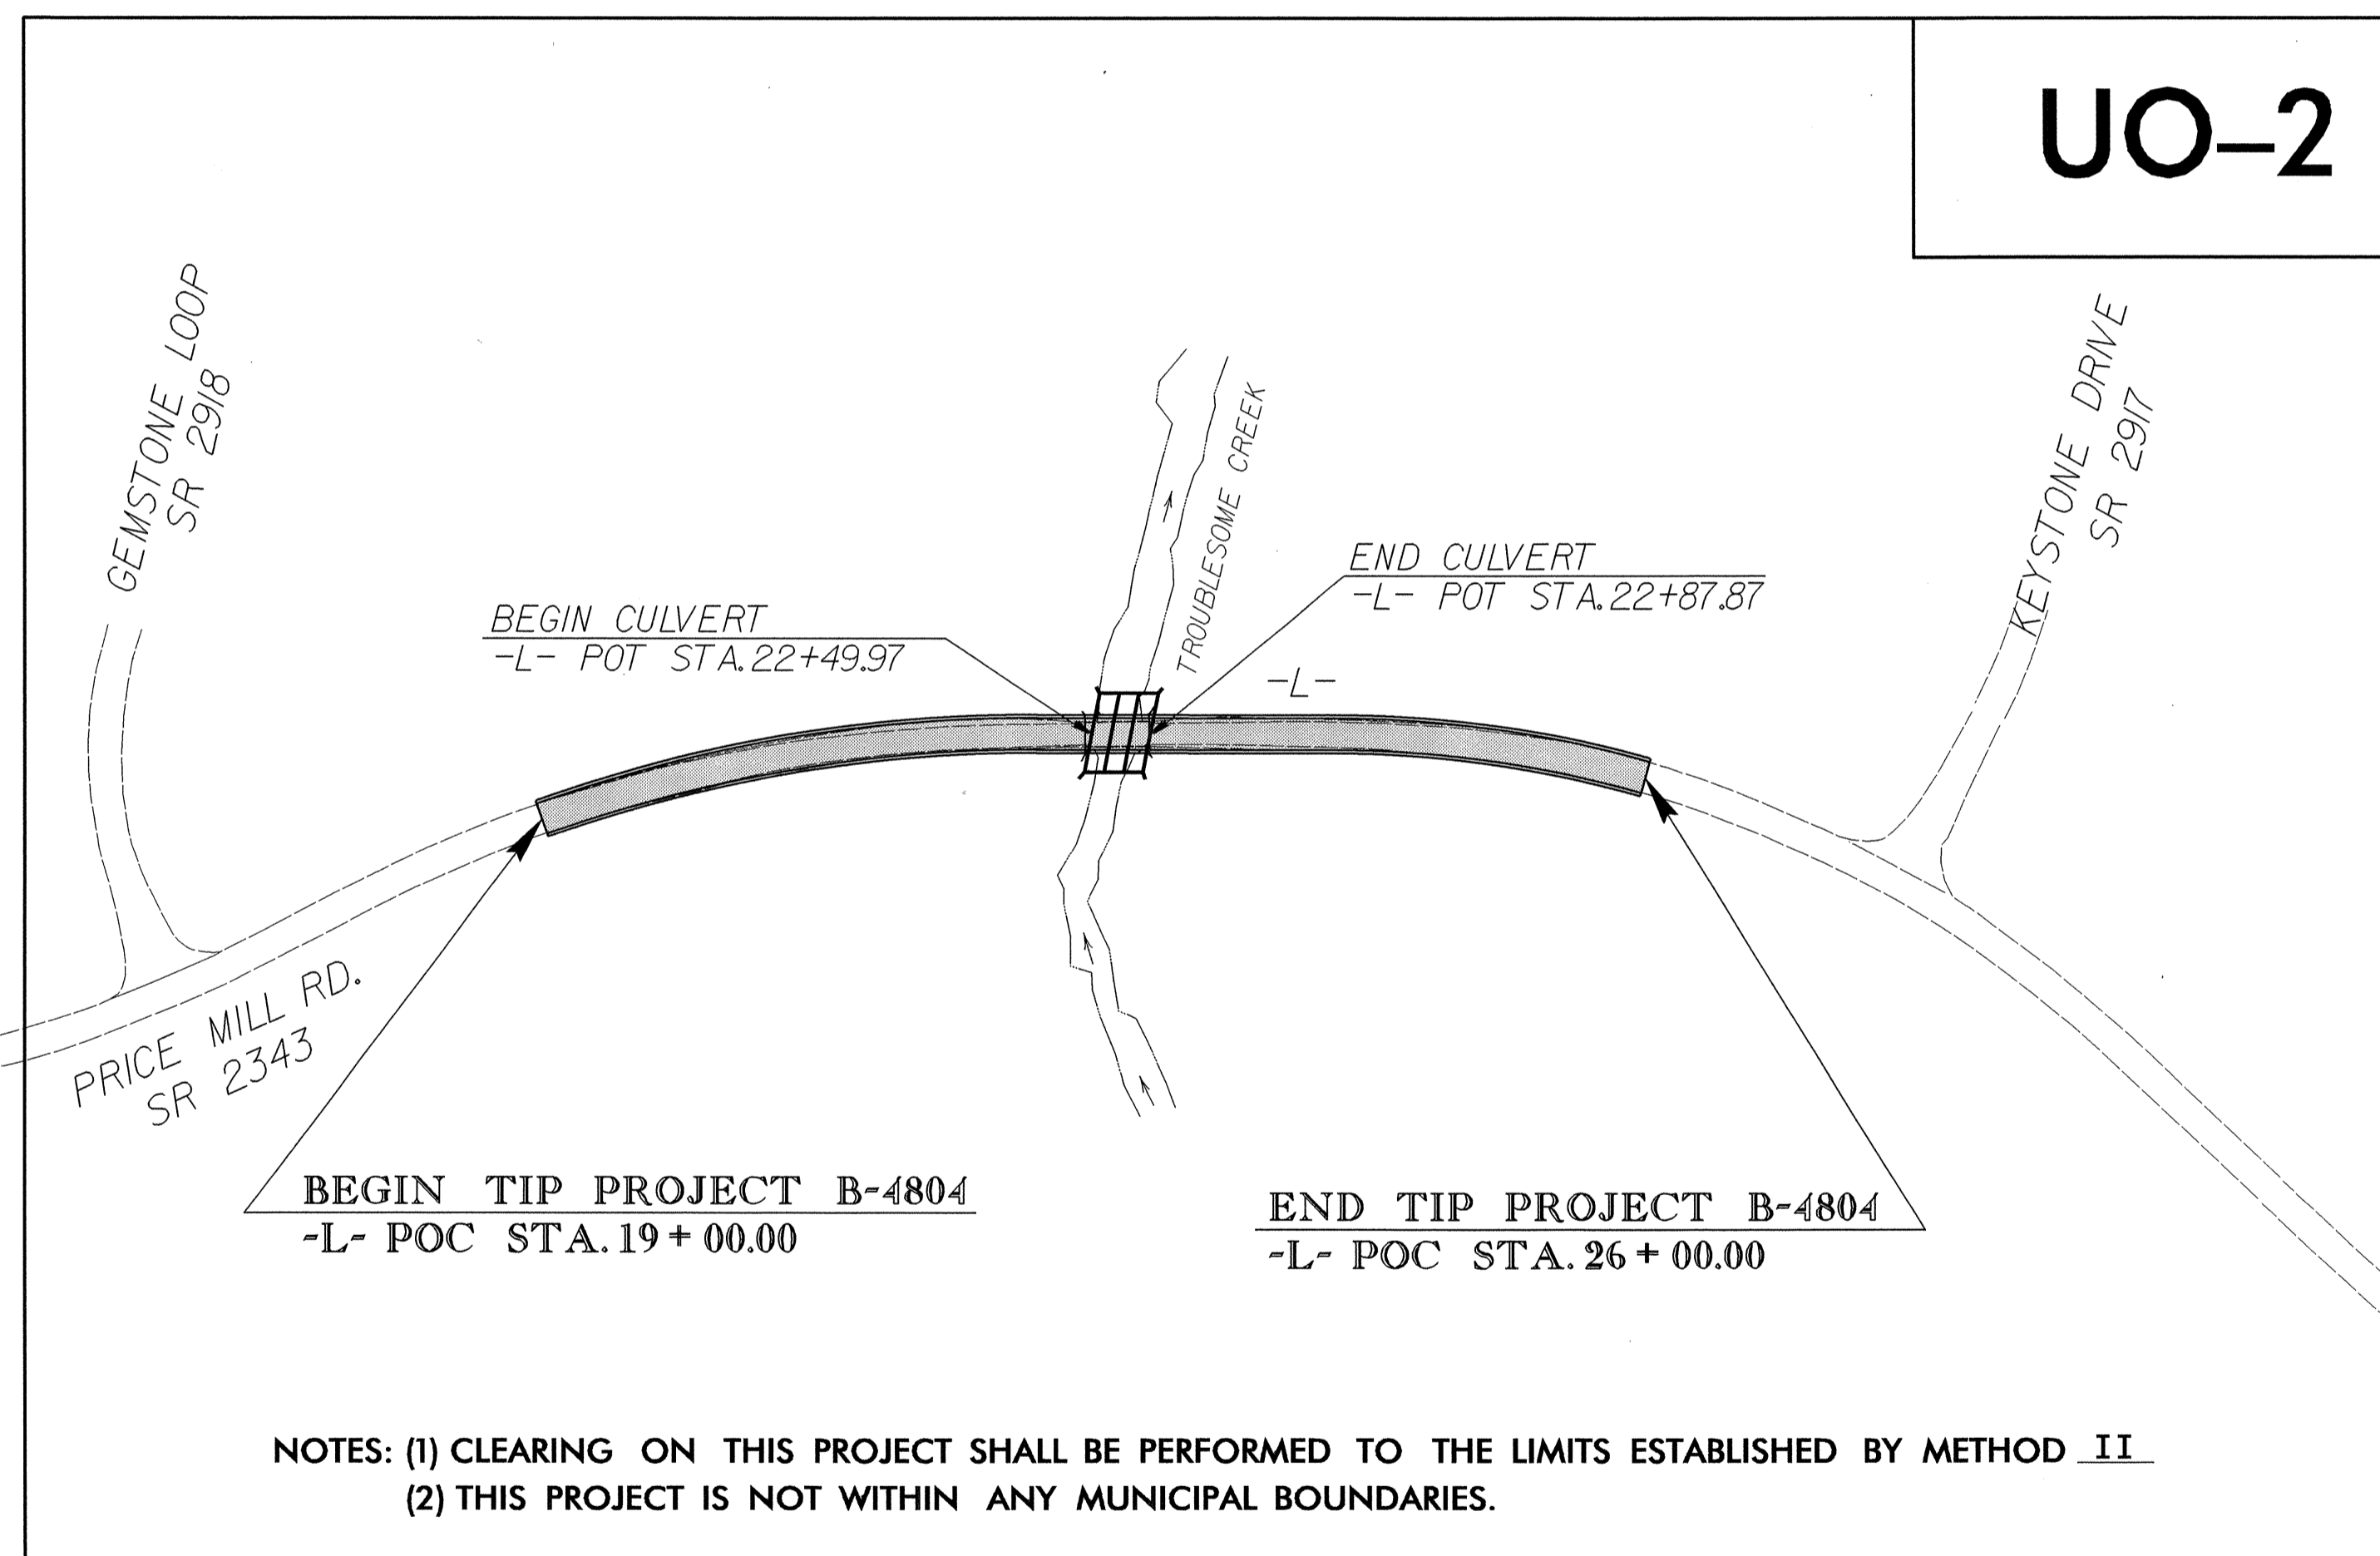 UO–2
GEMSTONE LOOP
SR 2918
KEYSTONE DRIVE
SR 2917
TROUBLESOME CREEK
END CULVERT
-L- POT STA. 22+87.87
BEGIN CULVERT
-L- POT STA. 22+49.97
-L-
PRICE MILL RD.
SR 2343
BEGIN TIP PROJECT B-4804
-L- POC STA. 19 + 00.00
END TIP PROJECT B-4804
-L- POC STA. 26 + 00.00
NOTES: (1) CLEARING ON THIS PROJECT SHALL BE PERFORMED TO THE LIMITS ESTABLISHED BY METHOD II
(2) THIS PROJECT IS NOT WITHIN ANY MUNICIPAL BOUNDARIES.